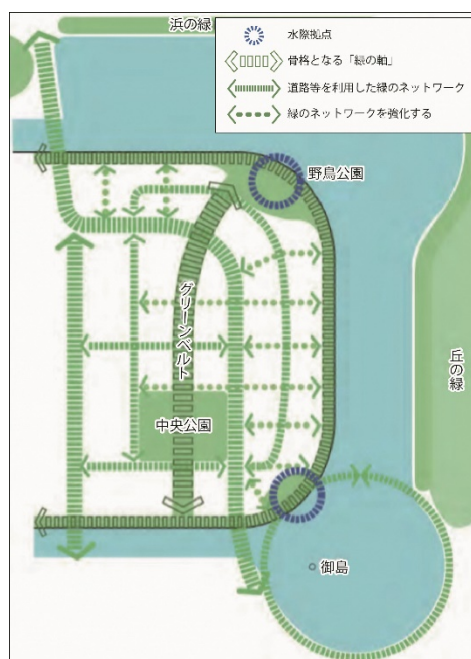 浜の緑
水際拠点
骨格となる「緑の軸」
道路等を利用した緑のネットワーク
緑のネットワークを強化する
野鳥公園
グリーンベルト
丘の緑
中央公園
御島